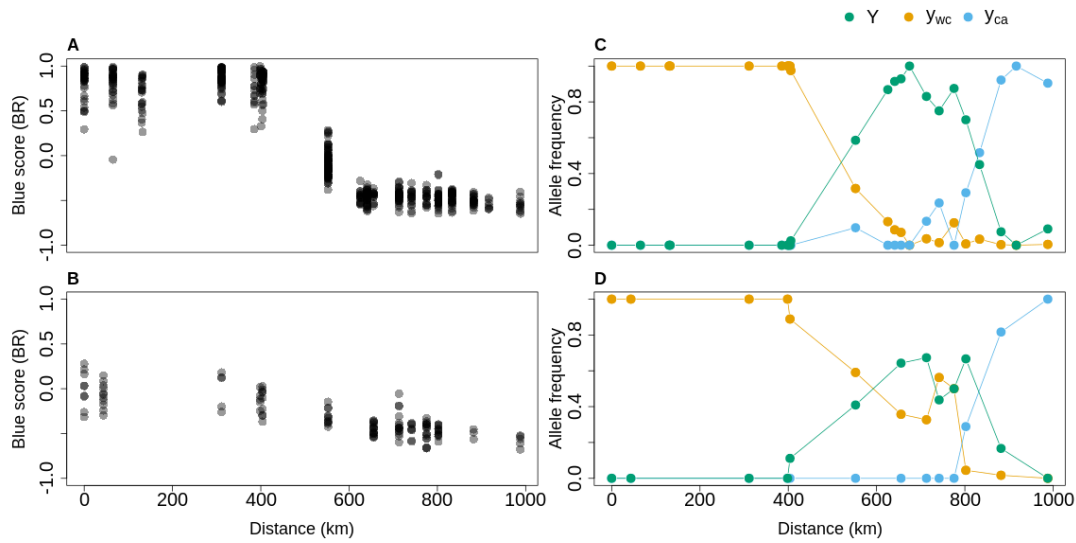 Y y_wc y_ca
A
Blue score (BR)
1.0
0.5
0.0
-1.0
C
Allele frequency
0.8
0.4
0.0
B
Blue score (BR)
1.0
0.5
0.0
-1.0
0 200 400 600 800 1000
Distance (km)
D
Allele frequency
0.8
0.4
0.0
0 200 400 600 800 1000
Distance (km)